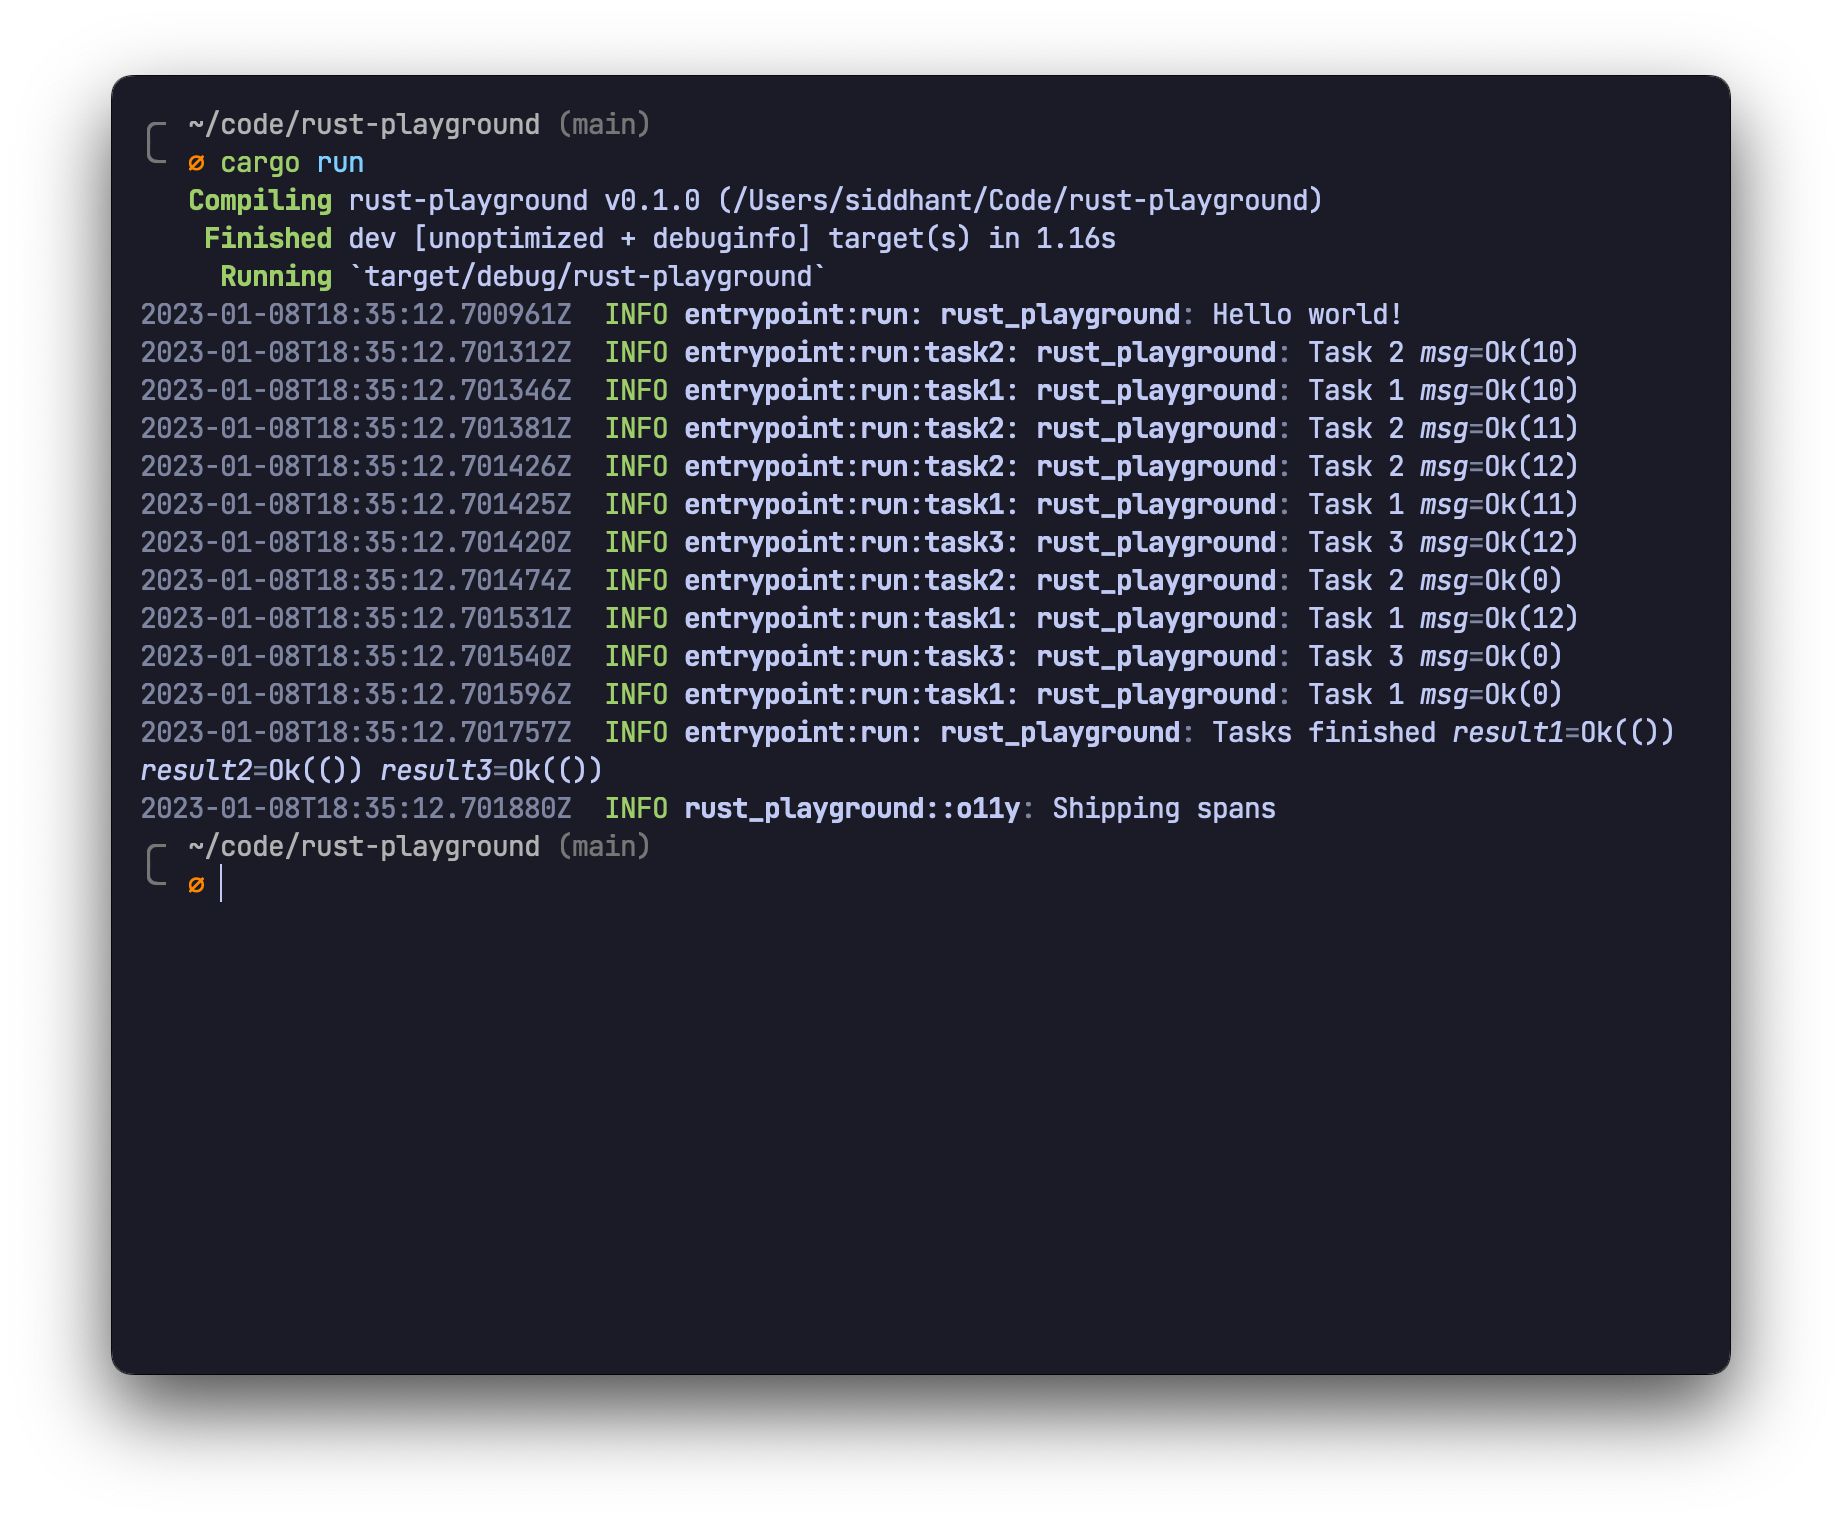 ~/code/rust-playground (main)
∅ cargo run
Compiling rust-playground v0.1.0 (/Users/siddhant/Code/rust-playground)
Finished dev [unoptimized + debuginfo] target(s) in 1.16s
Running `target/debug/rust-playground`
2023-01-08T18:35:12.700961Z  INFO entrypoint:run: rust_playground: Hello world!
2023-01-08T18:35:12.701312Z  INFO entrypoint:run:task2: rust_playground: Task 2 msg=Ok(10)
2023-01-08T18:35:12.701346Z  INFO entrypoint:run:task1: rust_playground: Task 1 msg=Ok(10)
2023-01-08T18:35:12.701381Z  INFO entrypoint:run:task2: rust_playground: Task 2 msg=Ok(11)
2023-01-08T18:35:12.701426Z  INFO entrypoint:run:task2: rust_playground: Task 2 msg=Ok(12)
2023-01-08T18:35:12.701425Z  INFO entrypoint:run:task1: rust_playground: Task 1 msg=Ok(11)
2023-01-08T18:35:12.701420Z  INFO entrypoint:run:task3: rust_playground: Task 3 msg=Ok(12)
2023-01-08T18:35:12.701474Z  INFO entrypoint:run:task2: rust_playground: Task 2 msg=Ok(0)
2023-01-08T18:35:12.701531Z  INFO entrypoint:run:task1: rust_playground: Task 1 msg=Ok(12)
2023-01-08T18:35:12.701540Z  INFO entrypoint:run:task3: rust_playground: Task 3 msg=Ok(0)
2023-01-08T18:35:12.701596Z  INFO entrypoint:run:task1: rust_playground: Task 1 msg=Ok(0)
2023-01-08T18:35:12.701757Z  INFO entrypoint:run: rust_playground: Tasks finished result1=Ok(())
result2=Ok(()) result3=Ok(())
2023-01-08T18:35:12.701880Z  INFO rust_playground::o11y: Shipping spans
~/code/rust-playground (main)
∅